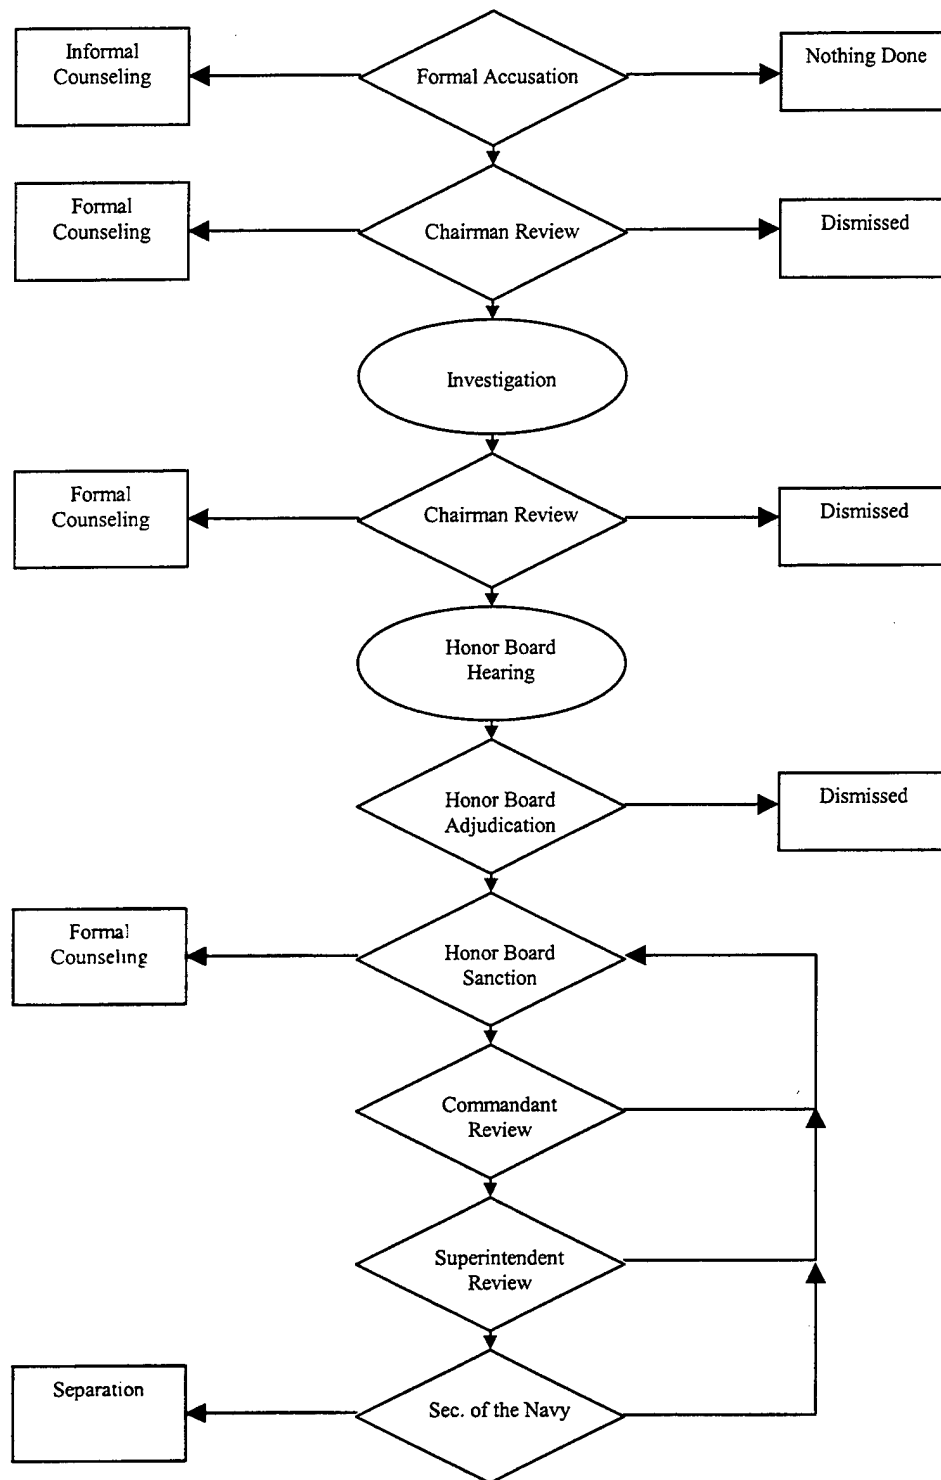 Informal
Counseling
Formal Accusation
Nothing Done
Formal
Counseling
Chairman Review
Dismissed
Investigation
Formal
Counseling
Chairman Review
Dismissed
Honor Board
Hearing
Honor Board
Adjudication
Dismissed
Formal
Counseling
Honor Board
Sanction
Commandant
Review
Superintendent
Review
Separation
Sec. of the Navy